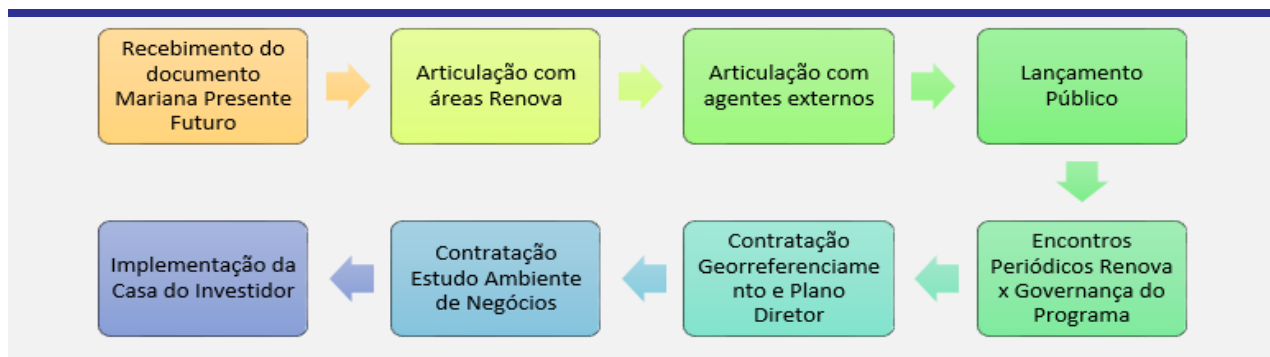 Recebimento do
documento
Mariana Presente
Futuro
Articulação com
áreas Renova
Articulação com
agentes externos
Lançamento
Público
Encontros
Periódicos Renova
x Governança do
Programa
Contratação
Georreferenciame
nto e Plano
Diretor
Contratação
Estudo Ambiente
de Negócios
Implementação da
Casa do Investidor